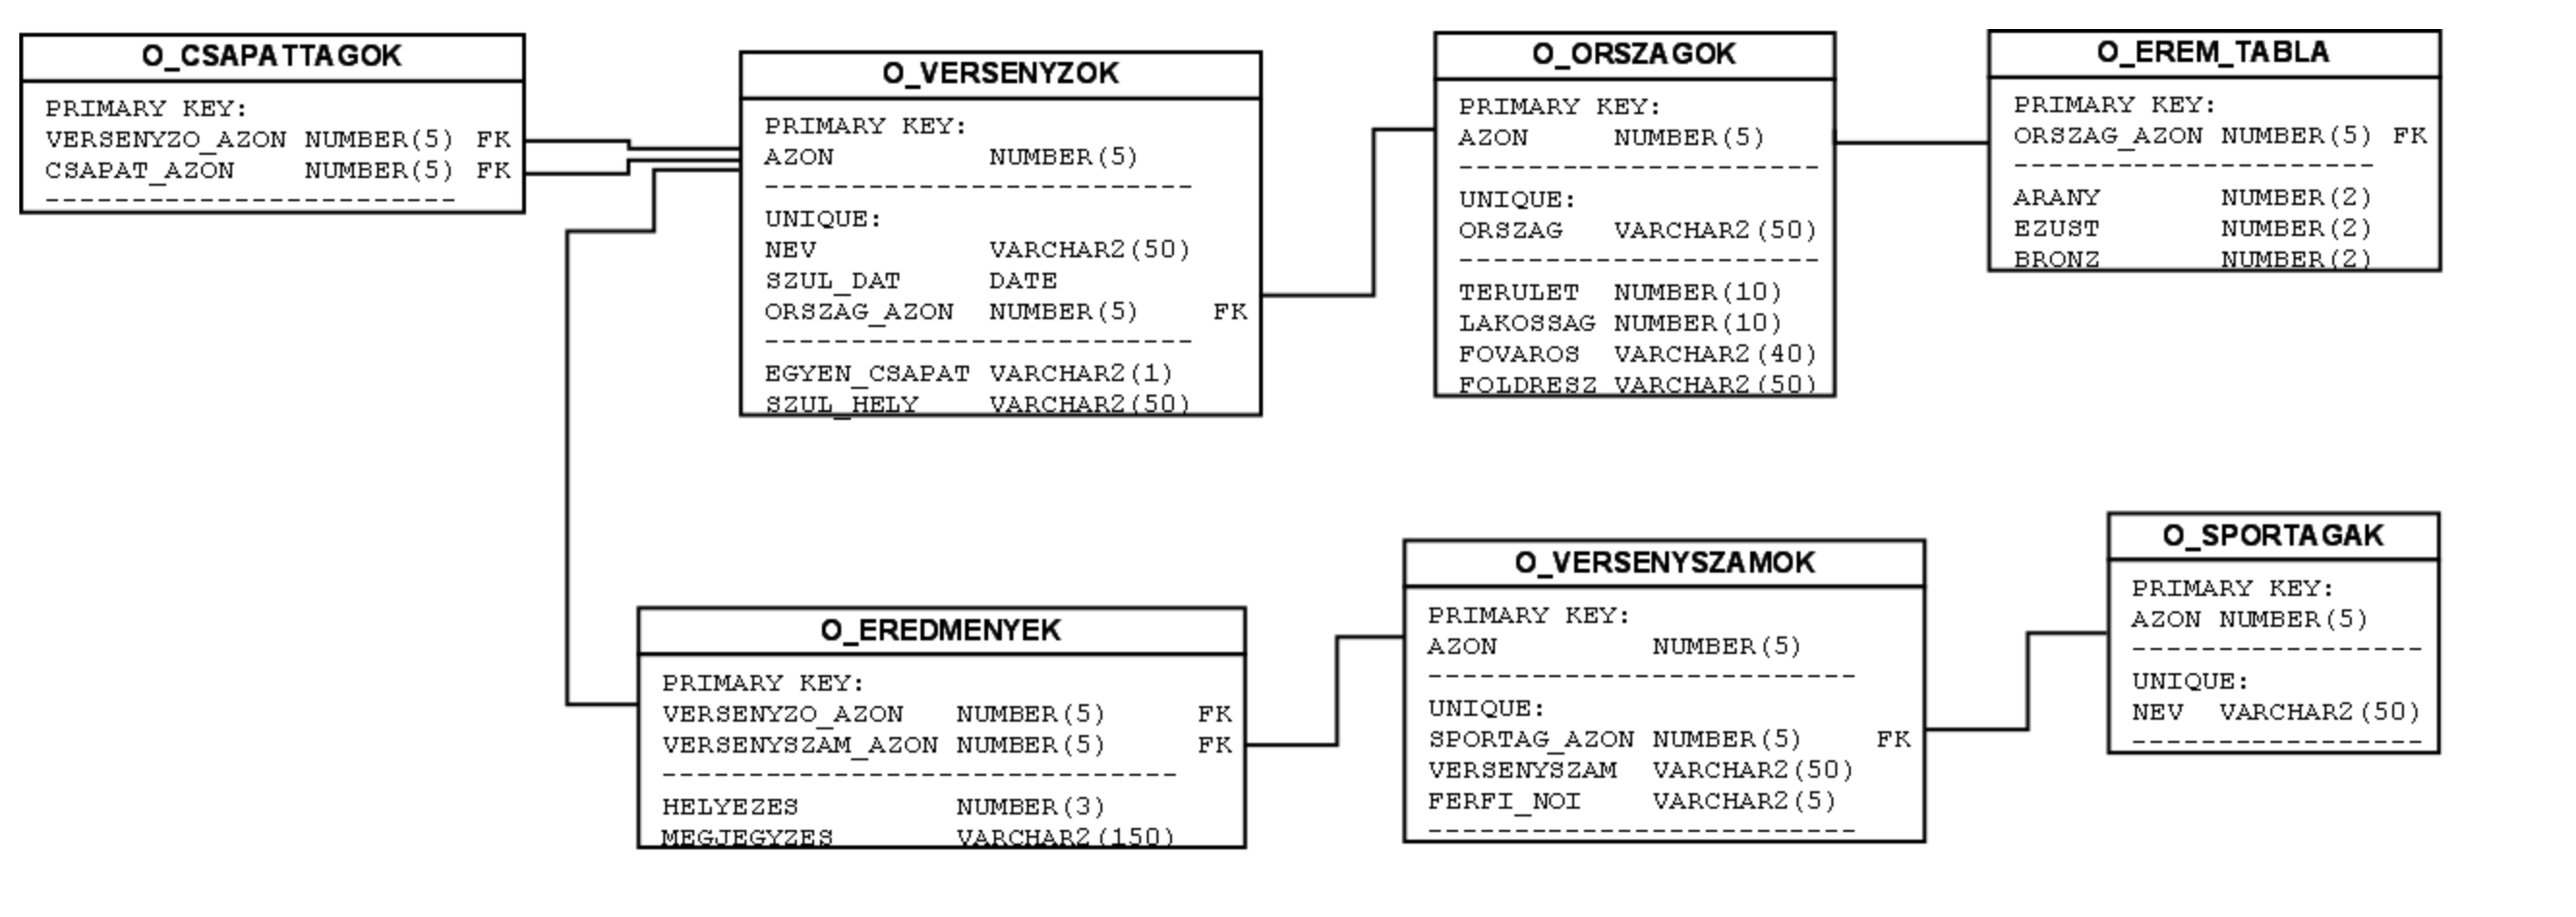 O_CSAPATTAGOK
PRIMARY KEY:
VERSENYZO_AZON NUMBER(5) FK
CSAPAT_AZON NUMBER(5) FK
------------------------
O_VERSENYZOK
PRIMARY KEY:
AZON NUMBER(5)
-------------------------
UNIQUE:
NEV VARCHAR2(50)
SZUL_DAT DATE
ORSZAG_AZON NUMBER(5) FK
-------------------------
EGYEN_CSAPAT VARCHAR2(1)
SZUL_HELY VARCHAR2(50)
O_ORSZAGOK
PRIMARY KEY:
AZON NUMBER(5)
---------------------
UNIQUE:
ORSZAG VARCHAR2(50)
---------------------
TERULET NUMBER(10)
LAKOSSAG NUMBER(10)
FOVAROS VARCHAR2(40)
FOLDRESZ VARCHAR2(50)
O_EREM_TABLA
PRIMARY KEY:
ORSZAG_AZON NUMBER(5) FK
---------------------
ARANY NUMBER(2)
EZUST NUMBER(2)
BRONZ NUMBER(2)
O_EREDMENYEK
PRIMARY KEY:
VERSENYZO_AZON NUMBER(5) FK
VERSENYSZAM_AZON NUMBER(5) FK
------------------------------
HELYEZES NUMBER(3)
MEGJEGYZES VARCHAR2(150)
O_VERSENYSZAMOK
PRIMARY KEY:
AZON NUMBER(5)
-------------------------
UNIQUE:
SPORTAG_AZON NUMBER(5) FK
VERSENYSZAM VARCHAR2(50)
FERFI_NOI VARCHAR2(5)
-------------------------
O_SPORTAGAK
PRIMARY KEY:
AZON NUMBER(5)
-----------------
UNIQUE:
NEV VARCHAR2(50)
-----------------